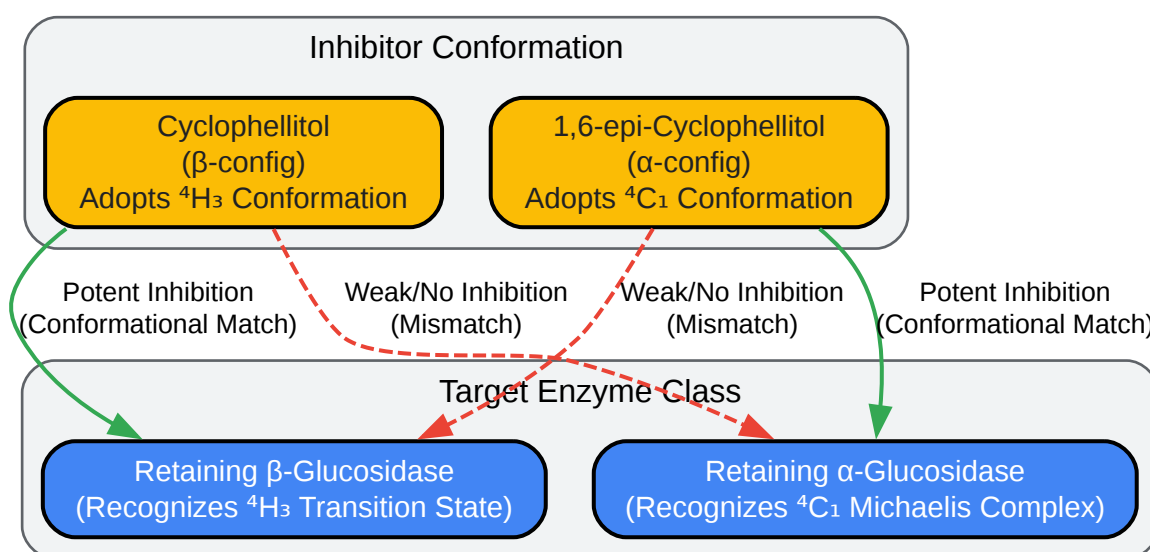 Inhibitor Conformation
Cyclophellitol
(β-config)
Adopts ⁴H₃ Conformation
1,6-epi-Cyclophellitol
(α-config)
Adopts ⁴C₁ Conformation
Potent Inhibition
(Conformational Match)
Weak/No Inhibition
(Mismatch)
Weak/No Inhibition
(Mismatch)
Potent Inhibition
(Conformational Match)
Target Enzyme Class
Retaining β-Glucosidase
(Recognizes ⁴H₃ Transition State)
Retaining α-Glucosidase
(Recognizes ⁴C₁ Michaelis Complex)